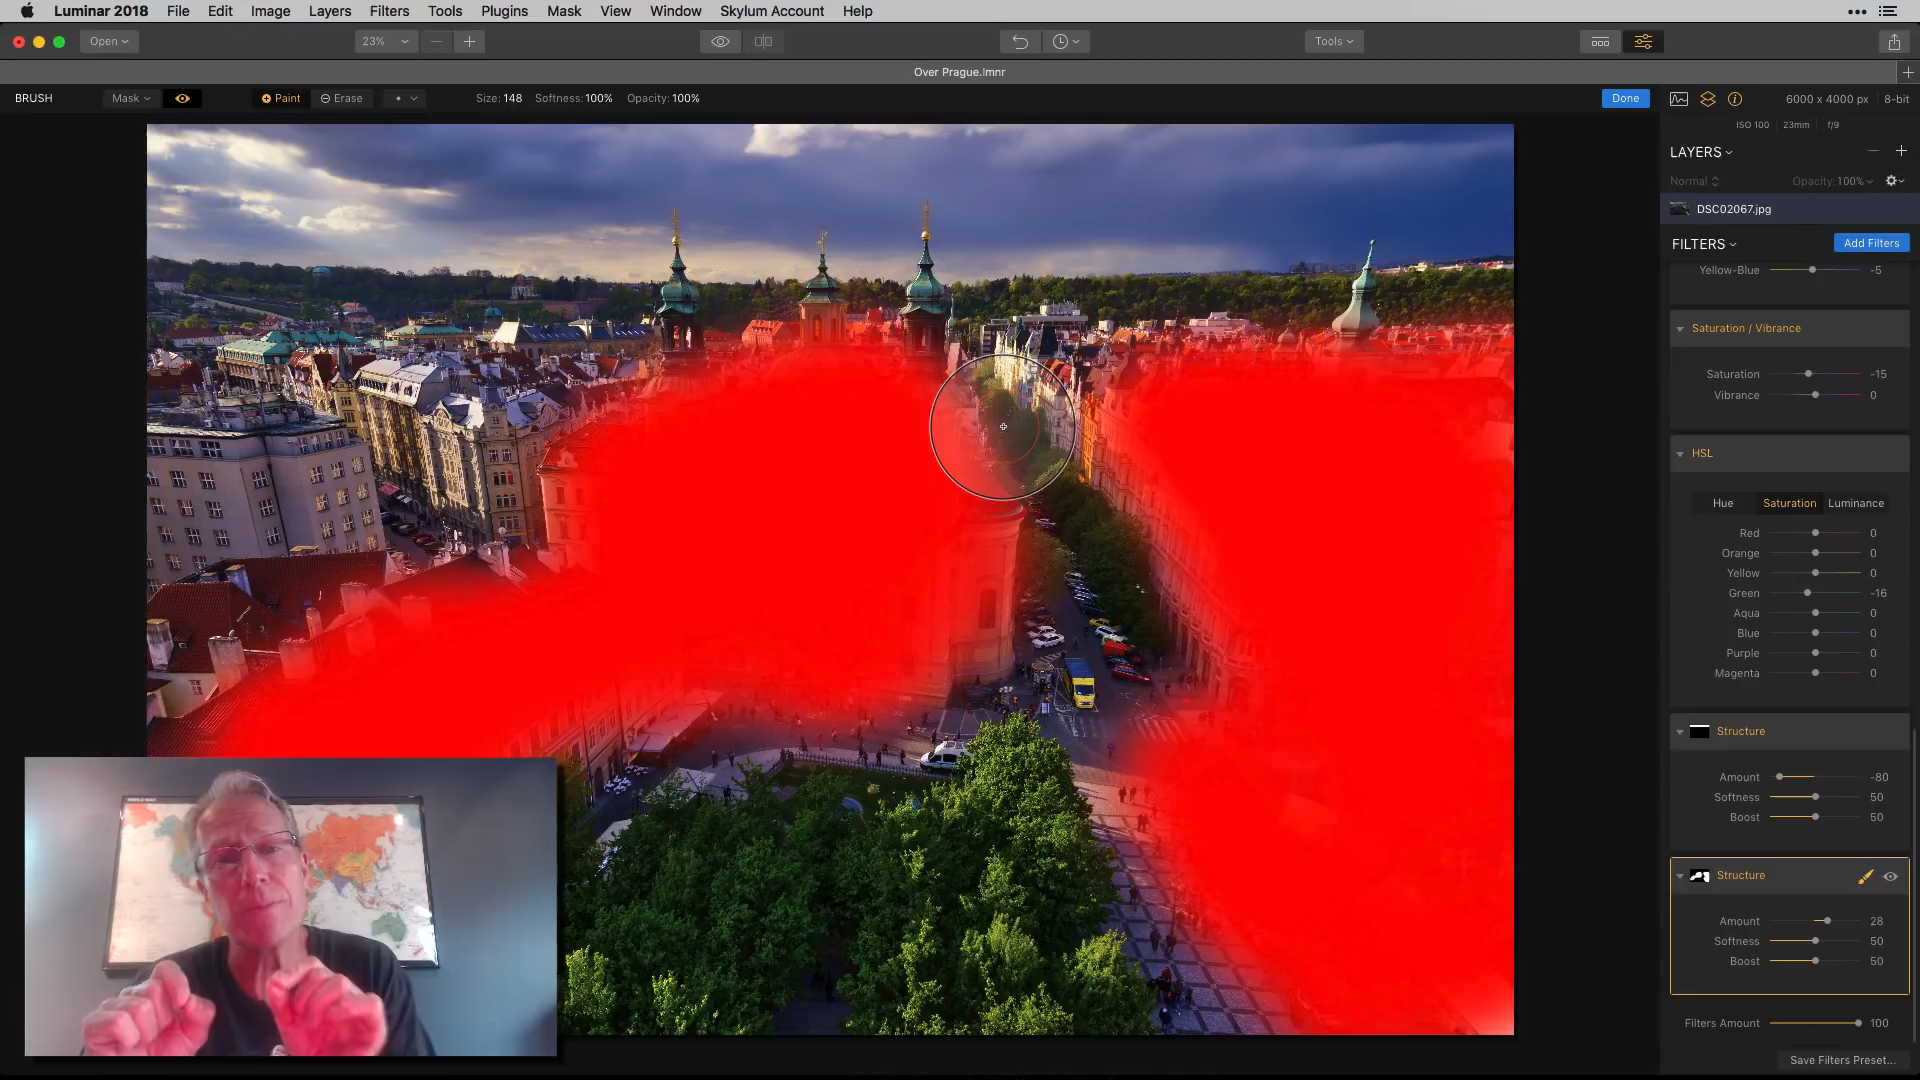 Luminar 2018 File Edit Image Layers Filters Tools Plugins Mask View Window Skylum Account Help
Open 23% Tools
Over Prague.lmnr
BRUSH Mask Paint Erase Size: 148 Softness: 100% Opacity: 100% Done
6000 x 4000 px 8-bit
ISO 100 23mm f/9
LAYERS
Normal Opacity: 100%
DSC02067.jpg
FILTERS Add Filters
Yellow-Blue -5
Saturation / Vibrance
Saturation -15
Vibrance 0
HSL
Hue Saturation Luminance
Red 0
Orange 0
Yellow 0
Green -16
Aqua 0
Blue 0
Purple 0
Magenta 0
Structure
Amount -80
Softness 50
Boost 50
Structure
Amount 28
Softness 50
Boost 50
Filters Amount 100
Save Filters Preset...